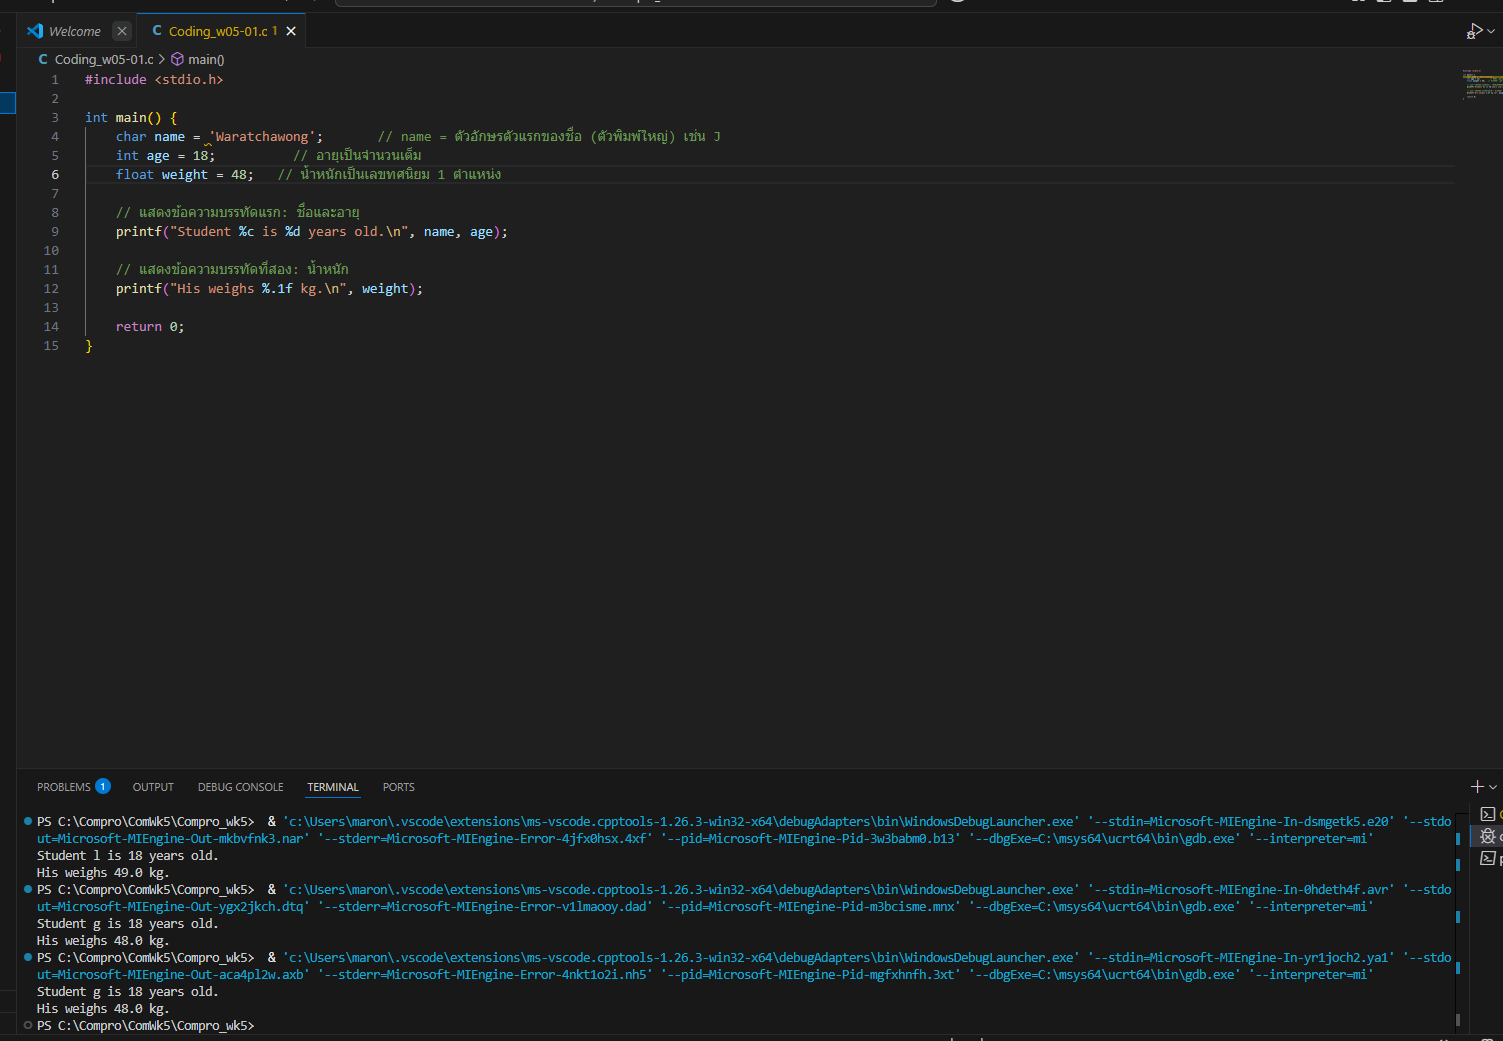 Welcome
C Coding_w05-01.c 1
C Coding_w05-01.c > main()
1 #include <stdio.h>
2
3 int main() {
4 char name = 'Waratchawong'; // name = ตัวอักษรตัวแรกของชื่อ (ตัวพิมพ์ใหญ่) เช่น J
5 int age = 18; // อายุเป็นจำนวนเต็ม
6 float weight = 48; // น้ำหนักเป็นเลขทศนิยม 1 ตำแหน่ง
7
8 // แสดงข้อความบรรทัดแรก: ชื่อและอายุ
9 printf("Student %c is %d years old.\n", name, age);
10
11 // แสดงข้อความบรรทัดที่สอง: น้ำหนัก
12 printf("His weighs %.1f kg.\n", weight);
13
14 return 0;
15 }
PROBLEMS 1 OUTPUT DEBUG CONSOLE TERMINAL PORTS
PS C:\Compro\ComWk5\Compro_wk5> & 'c:\Users\maron\.vscode\extensions\ms-vscode.cpptools-1.26.3-win32-x64\debugAdapters\bin\WindowsDebugLauncher.exe' '--stdin=Microsoft-MIEngine-In-dsmgetk5.e20' '--stdo
ut=Microsoft-MIEngine-Out-mkbvfnk3.nar' '--stderr=Microsoft-MIEngine-Error-4jfx0hsx.4xf' '--pid=Microsoft-MIEngine-Pid-3w3babm0.b13' '--dbgExe=C:\msys64\ucrt64\bin\gdb.exe' '--interpreter=mi'
Student l is 18 years old.
His weighs 49.0 kg.
PS C:\Compro\ComWk5\Compro_wk5> & 'c:\Users\maron\.vscode\extensions\ms-vscode.cpptools-1.26.3-win32-x64\debugAdapters\bin\WindowsDebugLauncher.exe' '--stdin=Microsoft-MIEngine-In-0hdeth4f.avr' '--stdo
ut=Microsoft-MIEngine-Out-ygx2jkch.dtq' '--stderr=Microsoft-MIEngine-Error-v1lmaooy.dad' '--pid=Microsoft-MIEngine-Pid-m3bcisme.mnx' '--dbgExe=C:\msys64\ucrt64\bin\gdb.exe' '--interpreter=mi'
Student g is 18 years old.
His weighs 48.0 kg.
PS C:\Compro\ComWk5\Compro_wk5> & 'c:\Users\maron\.vscode\extensions\ms-vscode.cpptools-1.26.3-win32-x64\debugAdapters\bin\WindowsDebugLauncher.exe' '--stdin=Microsoft-MIEngine-In-yr1joch2.ya1' '--stdo
ut=Microsoft-MIEngine-Out-aca4pl2w.axb' '--stderr=Microsoft-MIEngine-Error-4nkt1o2i.nh5' '--pid=Microsoft-MIEngine-Pid-mgfxhnfh.3xt' '--dbgExe=C:\msys64\ucrt64\bin\gdb.exe' '--interpreter=mi'
Student g is 18 years old.
His weighs 48.0 kg.
PS C:\Compro\ComWk5\Compro_wk5>